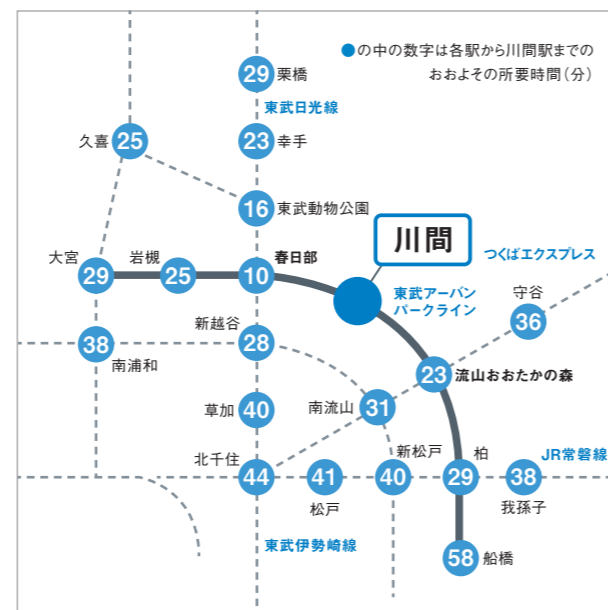 ●の中の数字は各駅から川間駅までの
おおよその所要時間（分）
29 栗橋
東武日光線
久喜 25
23 幸手
16 東武動物公園
川間
つくばエクスプレス
大宮 29
岩槻 25
春日部 10
東武アーバン
パークライン
守谷 36
38 南浦和
新越谷 28
23 流山おおたかの森
草加 40
南流山 31
北千住 44
41 松戸
新松戸 40
柏 29
JR常磐線
38 我孫子
東武伊勢崎線
58 船橋